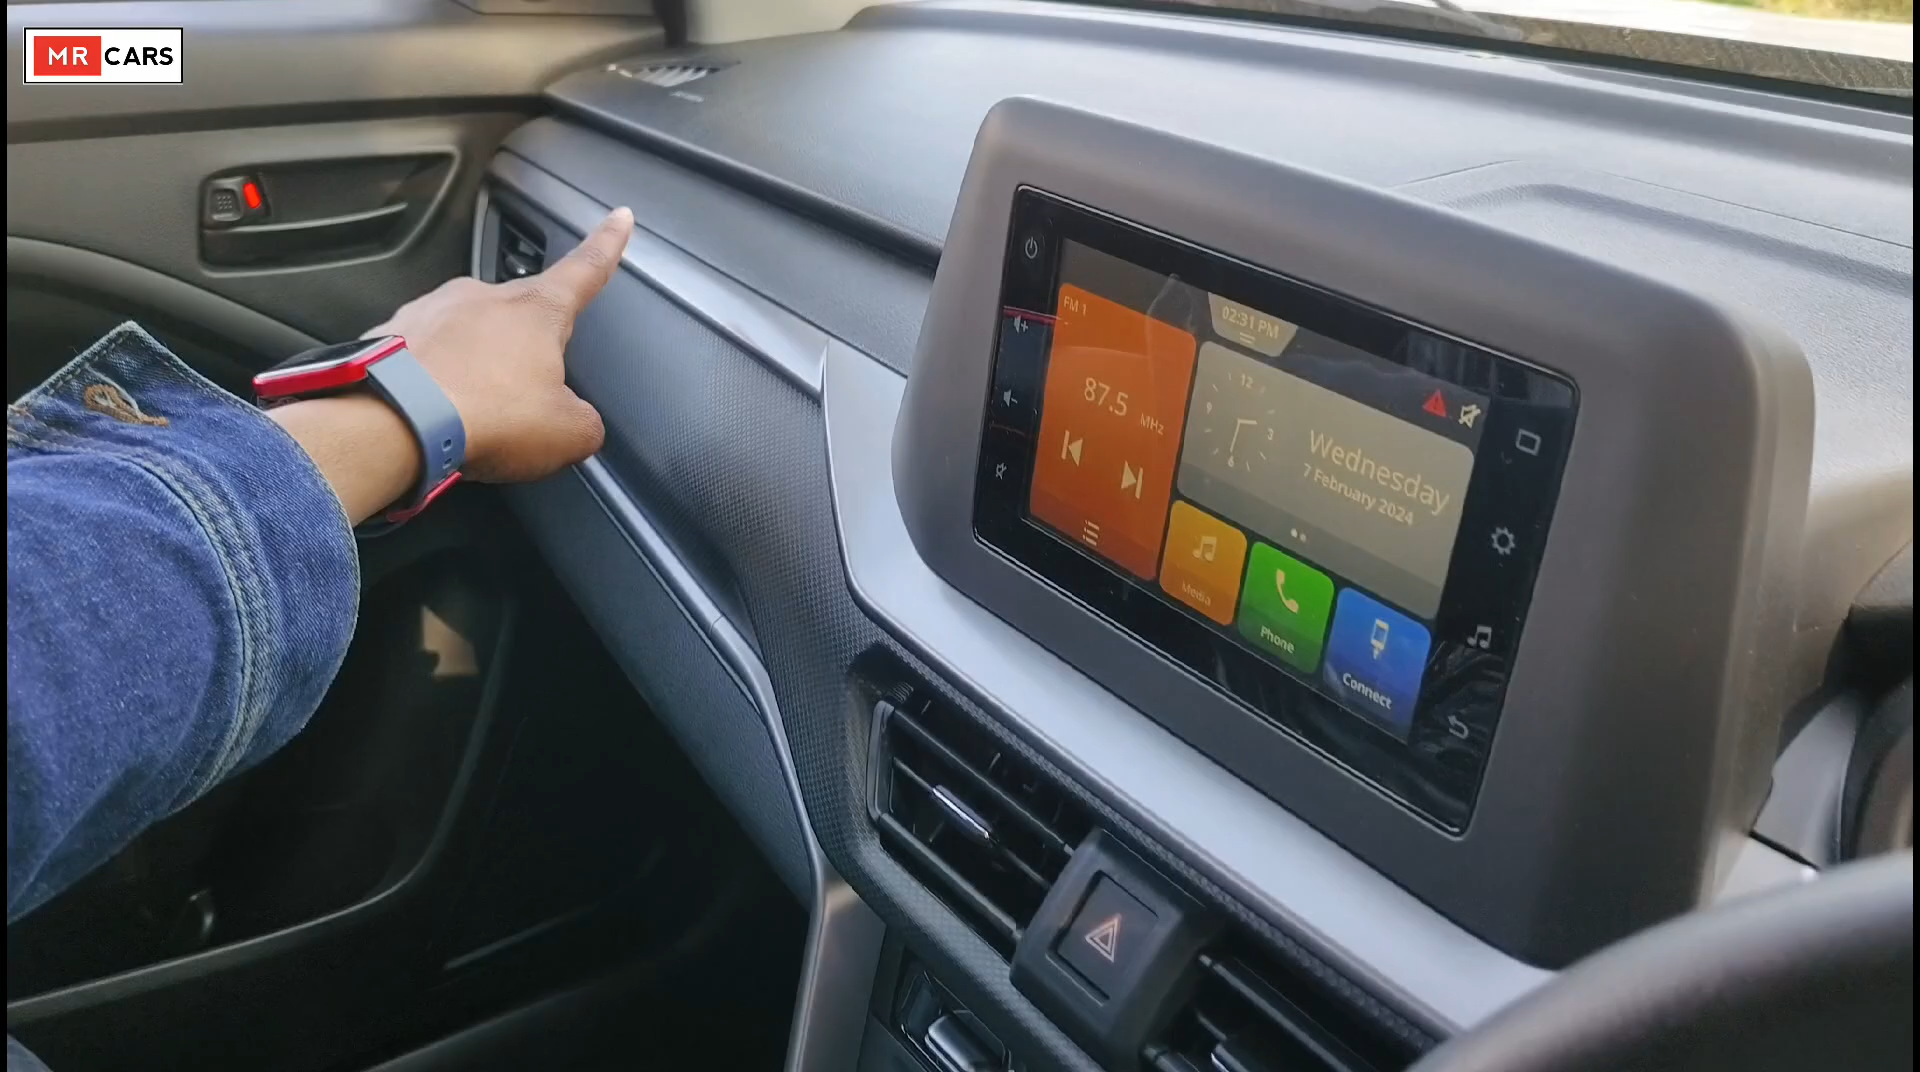 MR CARS
FM 1
02:31 PM
87.5 MHz
12
3
6
9
Wednesday
7 February 2024
Media
Phone
Connect